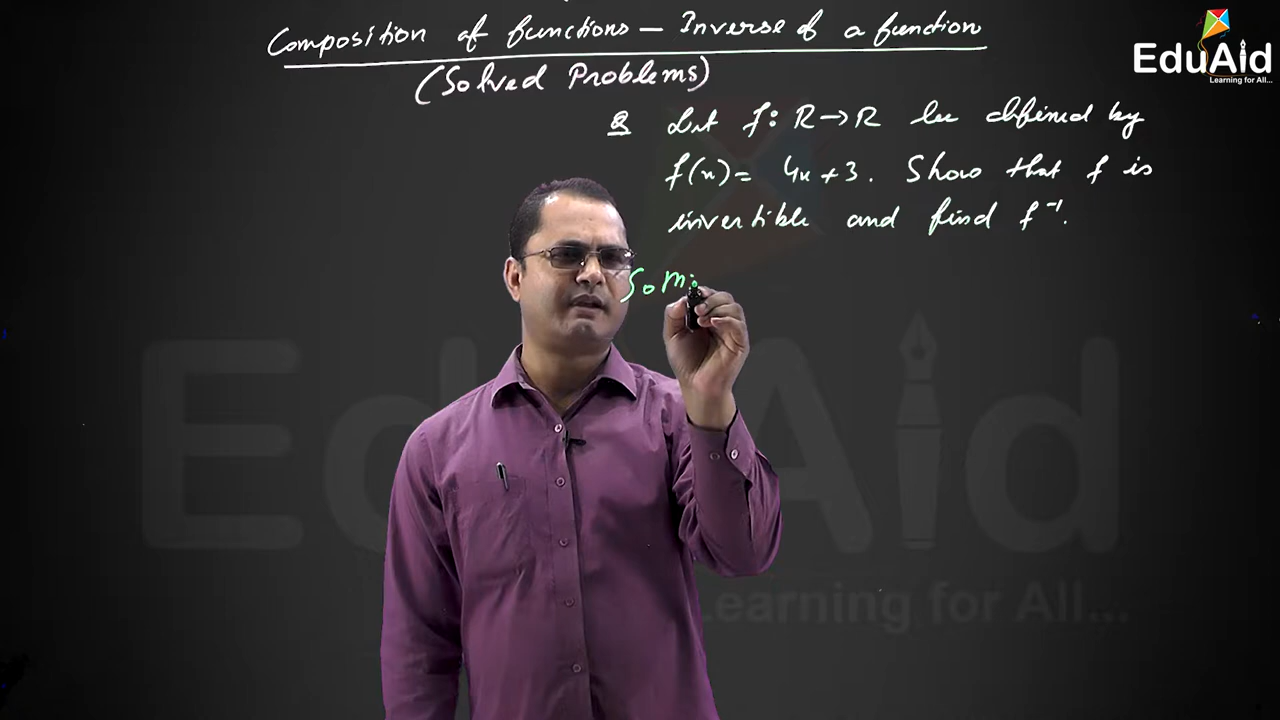 Composition of functions – Inverse of a function
(Solved Problems)
EduAid
Learning for All...
Q Let f: R→R be defined by
f(x)= 4x+3. Show that f is
invertible and find f⁻¹.
Soln:
EduAid
Learning for All...